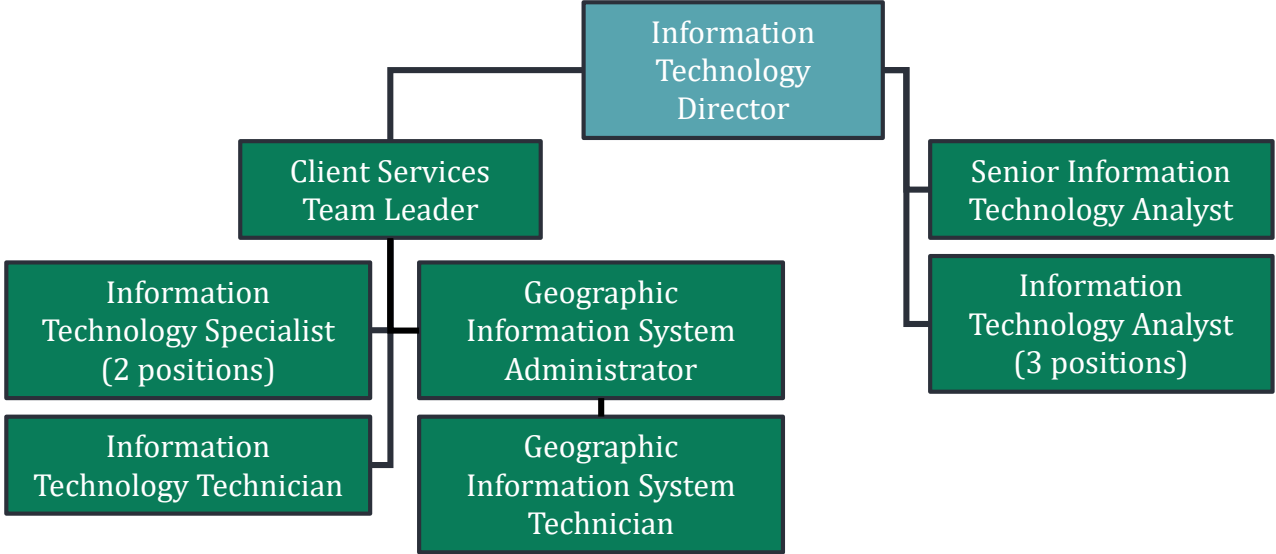 Information
Technology
Director
Client Services
Team Leader
Senior Information
Technology Analyst
Information
Technology Specialist
(2 positions)
Geographic
Information System
Administrator
Information
Technology Analyst
(3 positions)
Information
Technology Technician
Geographic
Information System
Technician